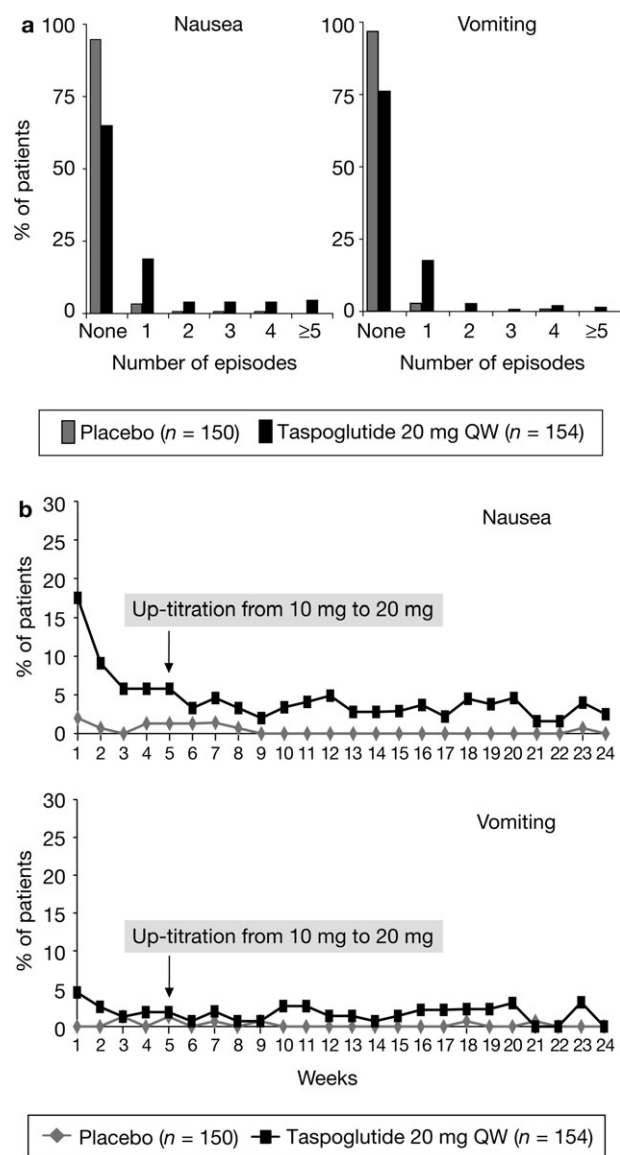 a
Nausea
Vomiting
% of patients
100
75
50
25
0
None 1 2 3 4 ≥5
Number of episodes
100
75
50
25
0
None 1 2 3 4 ≥5
Number of episodes
Placebo (n = 150) Taspoglutide 20 mg QW (n = 154)
b
Nausea
% of patients
30
25
20
15
10
5
0
Up-titration from 10 mg to 20 mg
1 2 3 4 5 6 7 8 9 10 11 12 13 14 15 16 17 18 19 20 21 22 23 24
Vomiting
% of patients
30
25
20
15
10
5
0
Up-titration from 10 mg to 20 mg
1 2 3 4 5 6 7 8 9 10 11 12 13 14 15 16 17 18 19 20 21 22 23 24
Weeks
Placebo (n = 150) Taspoglutide 20 mg QW (n = 154)